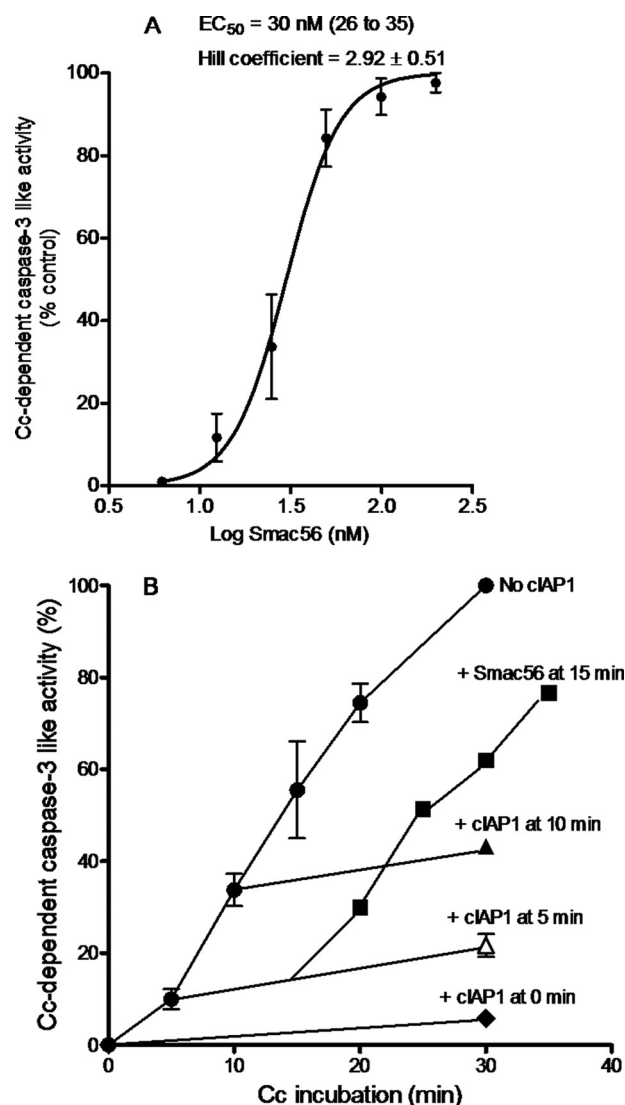 A EC50 = 30 nM (26 to 35)
Hill coefficient = 2.92 ± 0.51
Cc-dependent caspase-3 like activity
(% control)
100
80
60
40
20
0
0.5 1.0 1.5 2.0 2.5
Log Smac56 (nM)
B
Cc-dependent caspase-3 like activity (%)
100
80
60
40
20
0
No cIAP1
+ Smac56 at 15 min
+ cIAP1 at 10 min
+ cIAP1 at 5 min
+ cIAP1 at 0 min
0 10 20 30 40
Cc incubation (min)